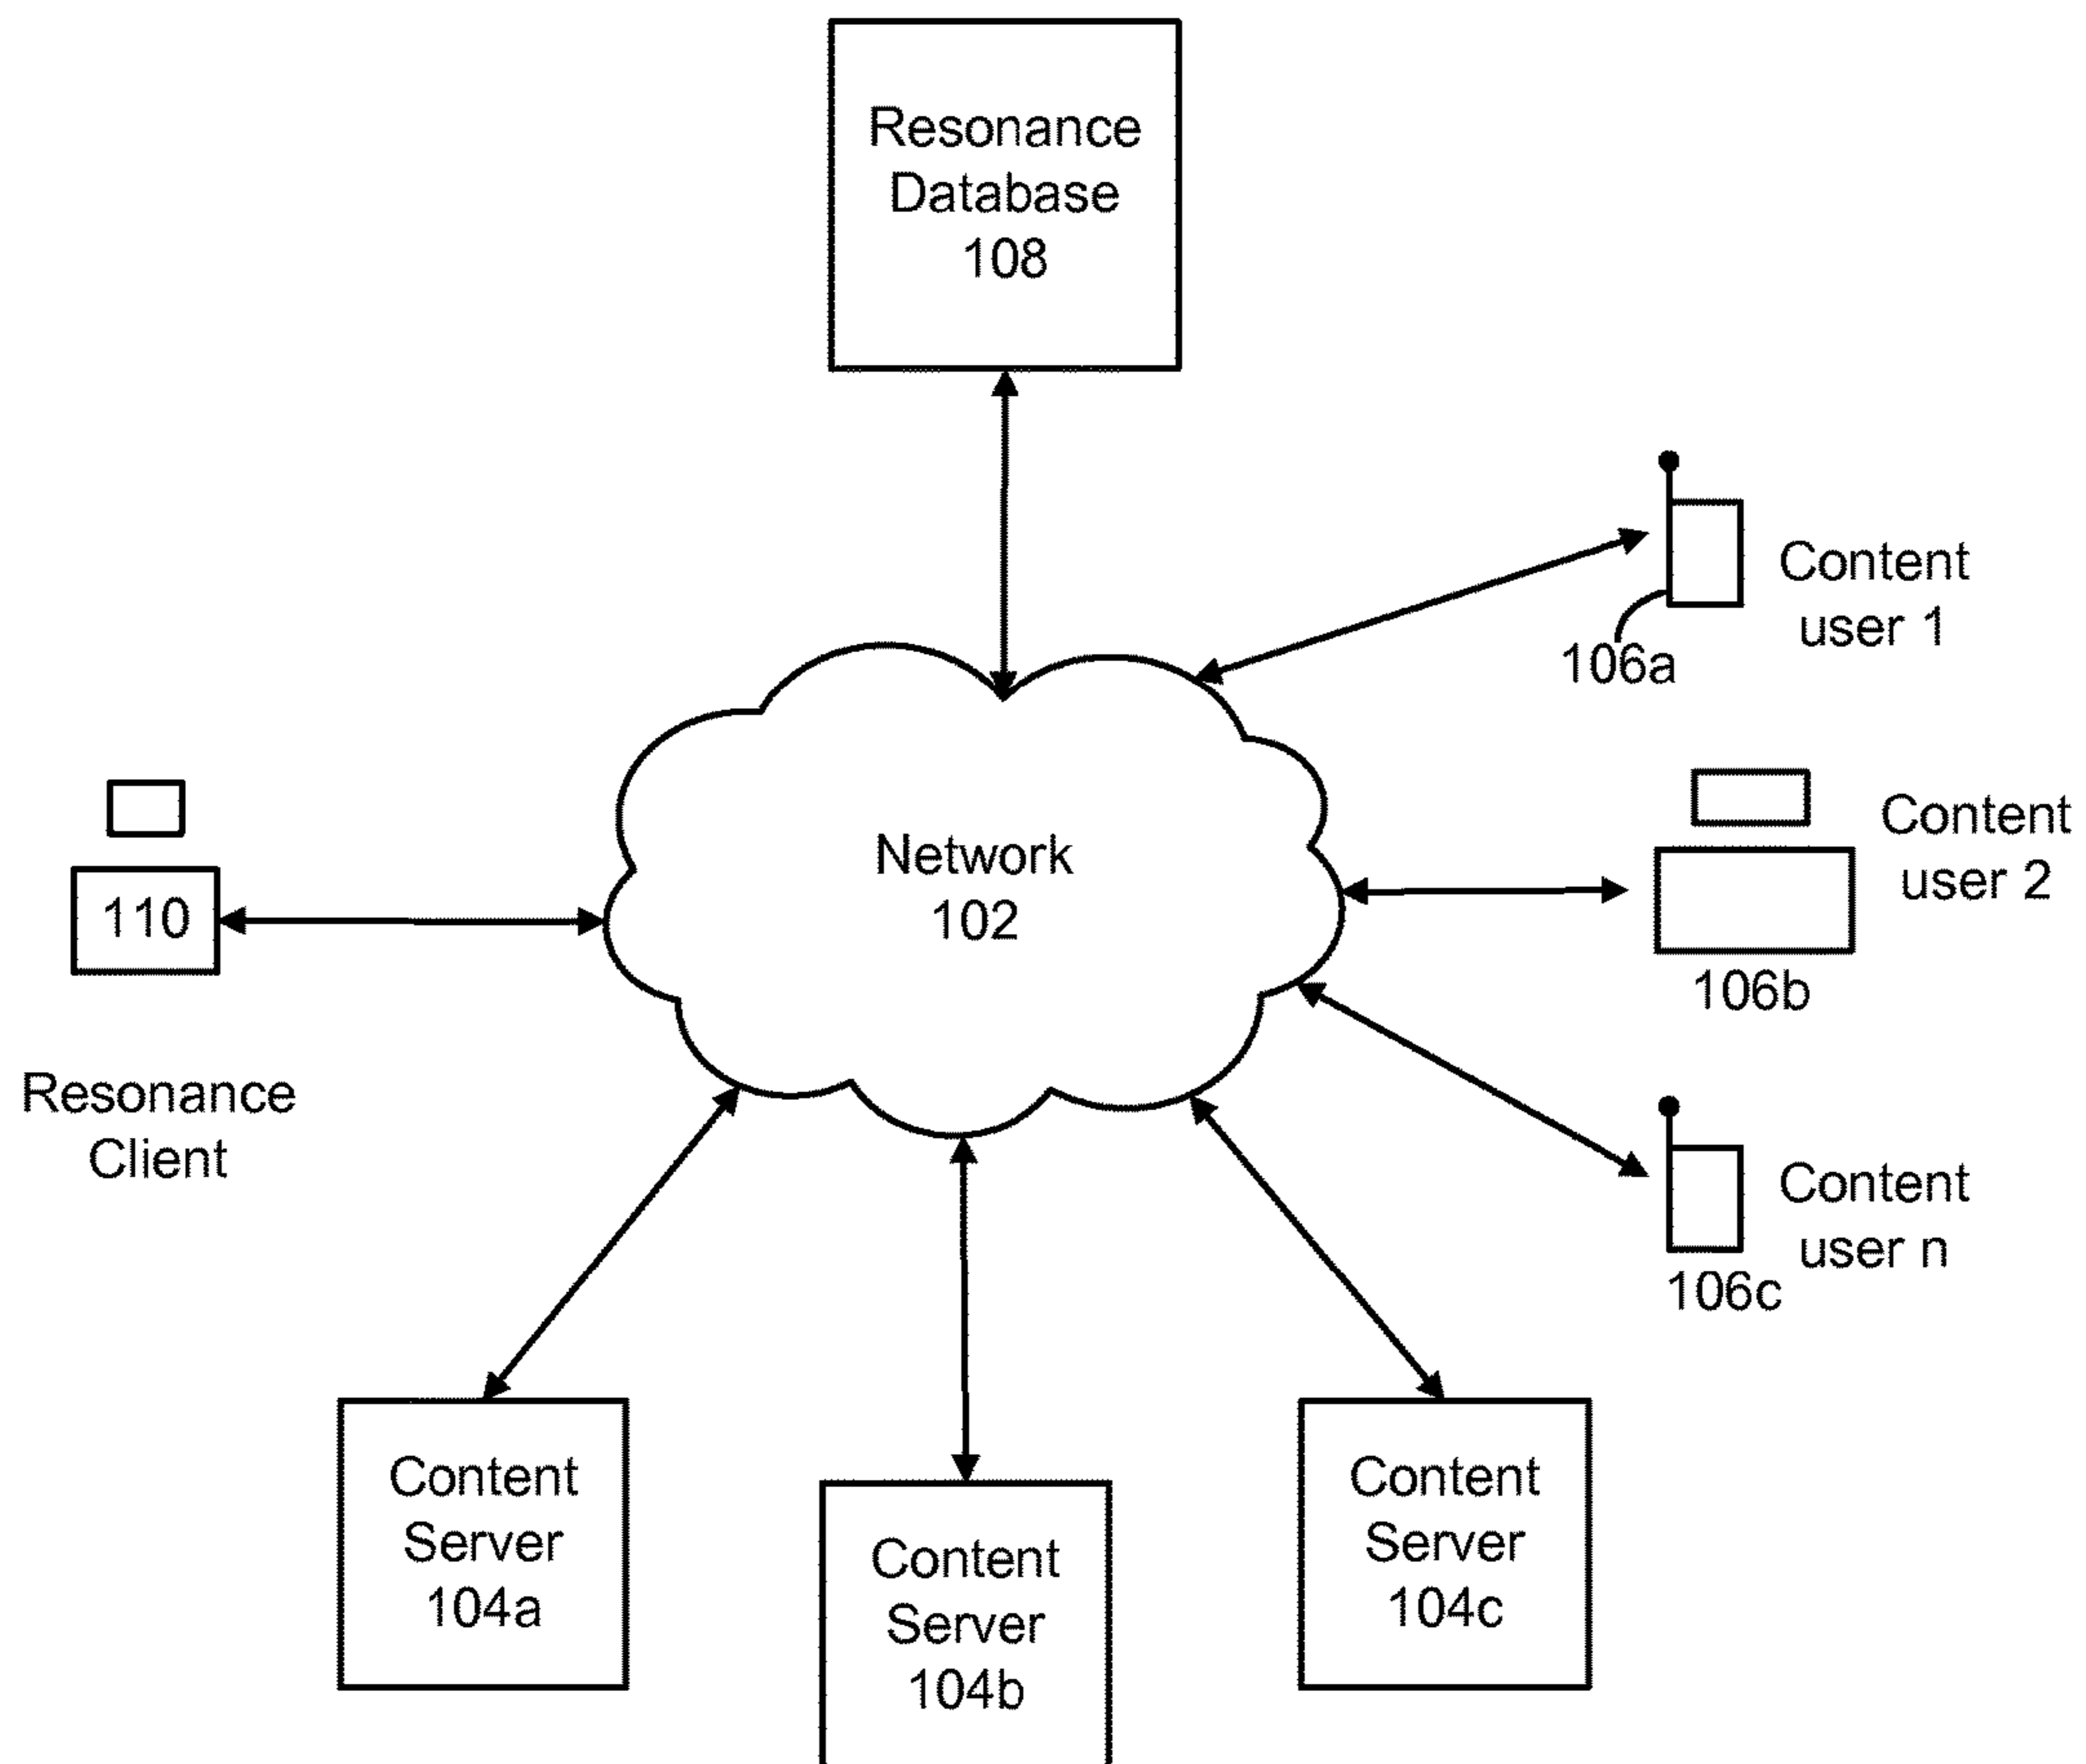 Resonance
Database
108
Content
user 1
106a
Content
user 2
106b
Network
102
110
Resonance
Client
Content
user n
106c
Content
Server
104a
Content
Server
104b
Content
Server
104c